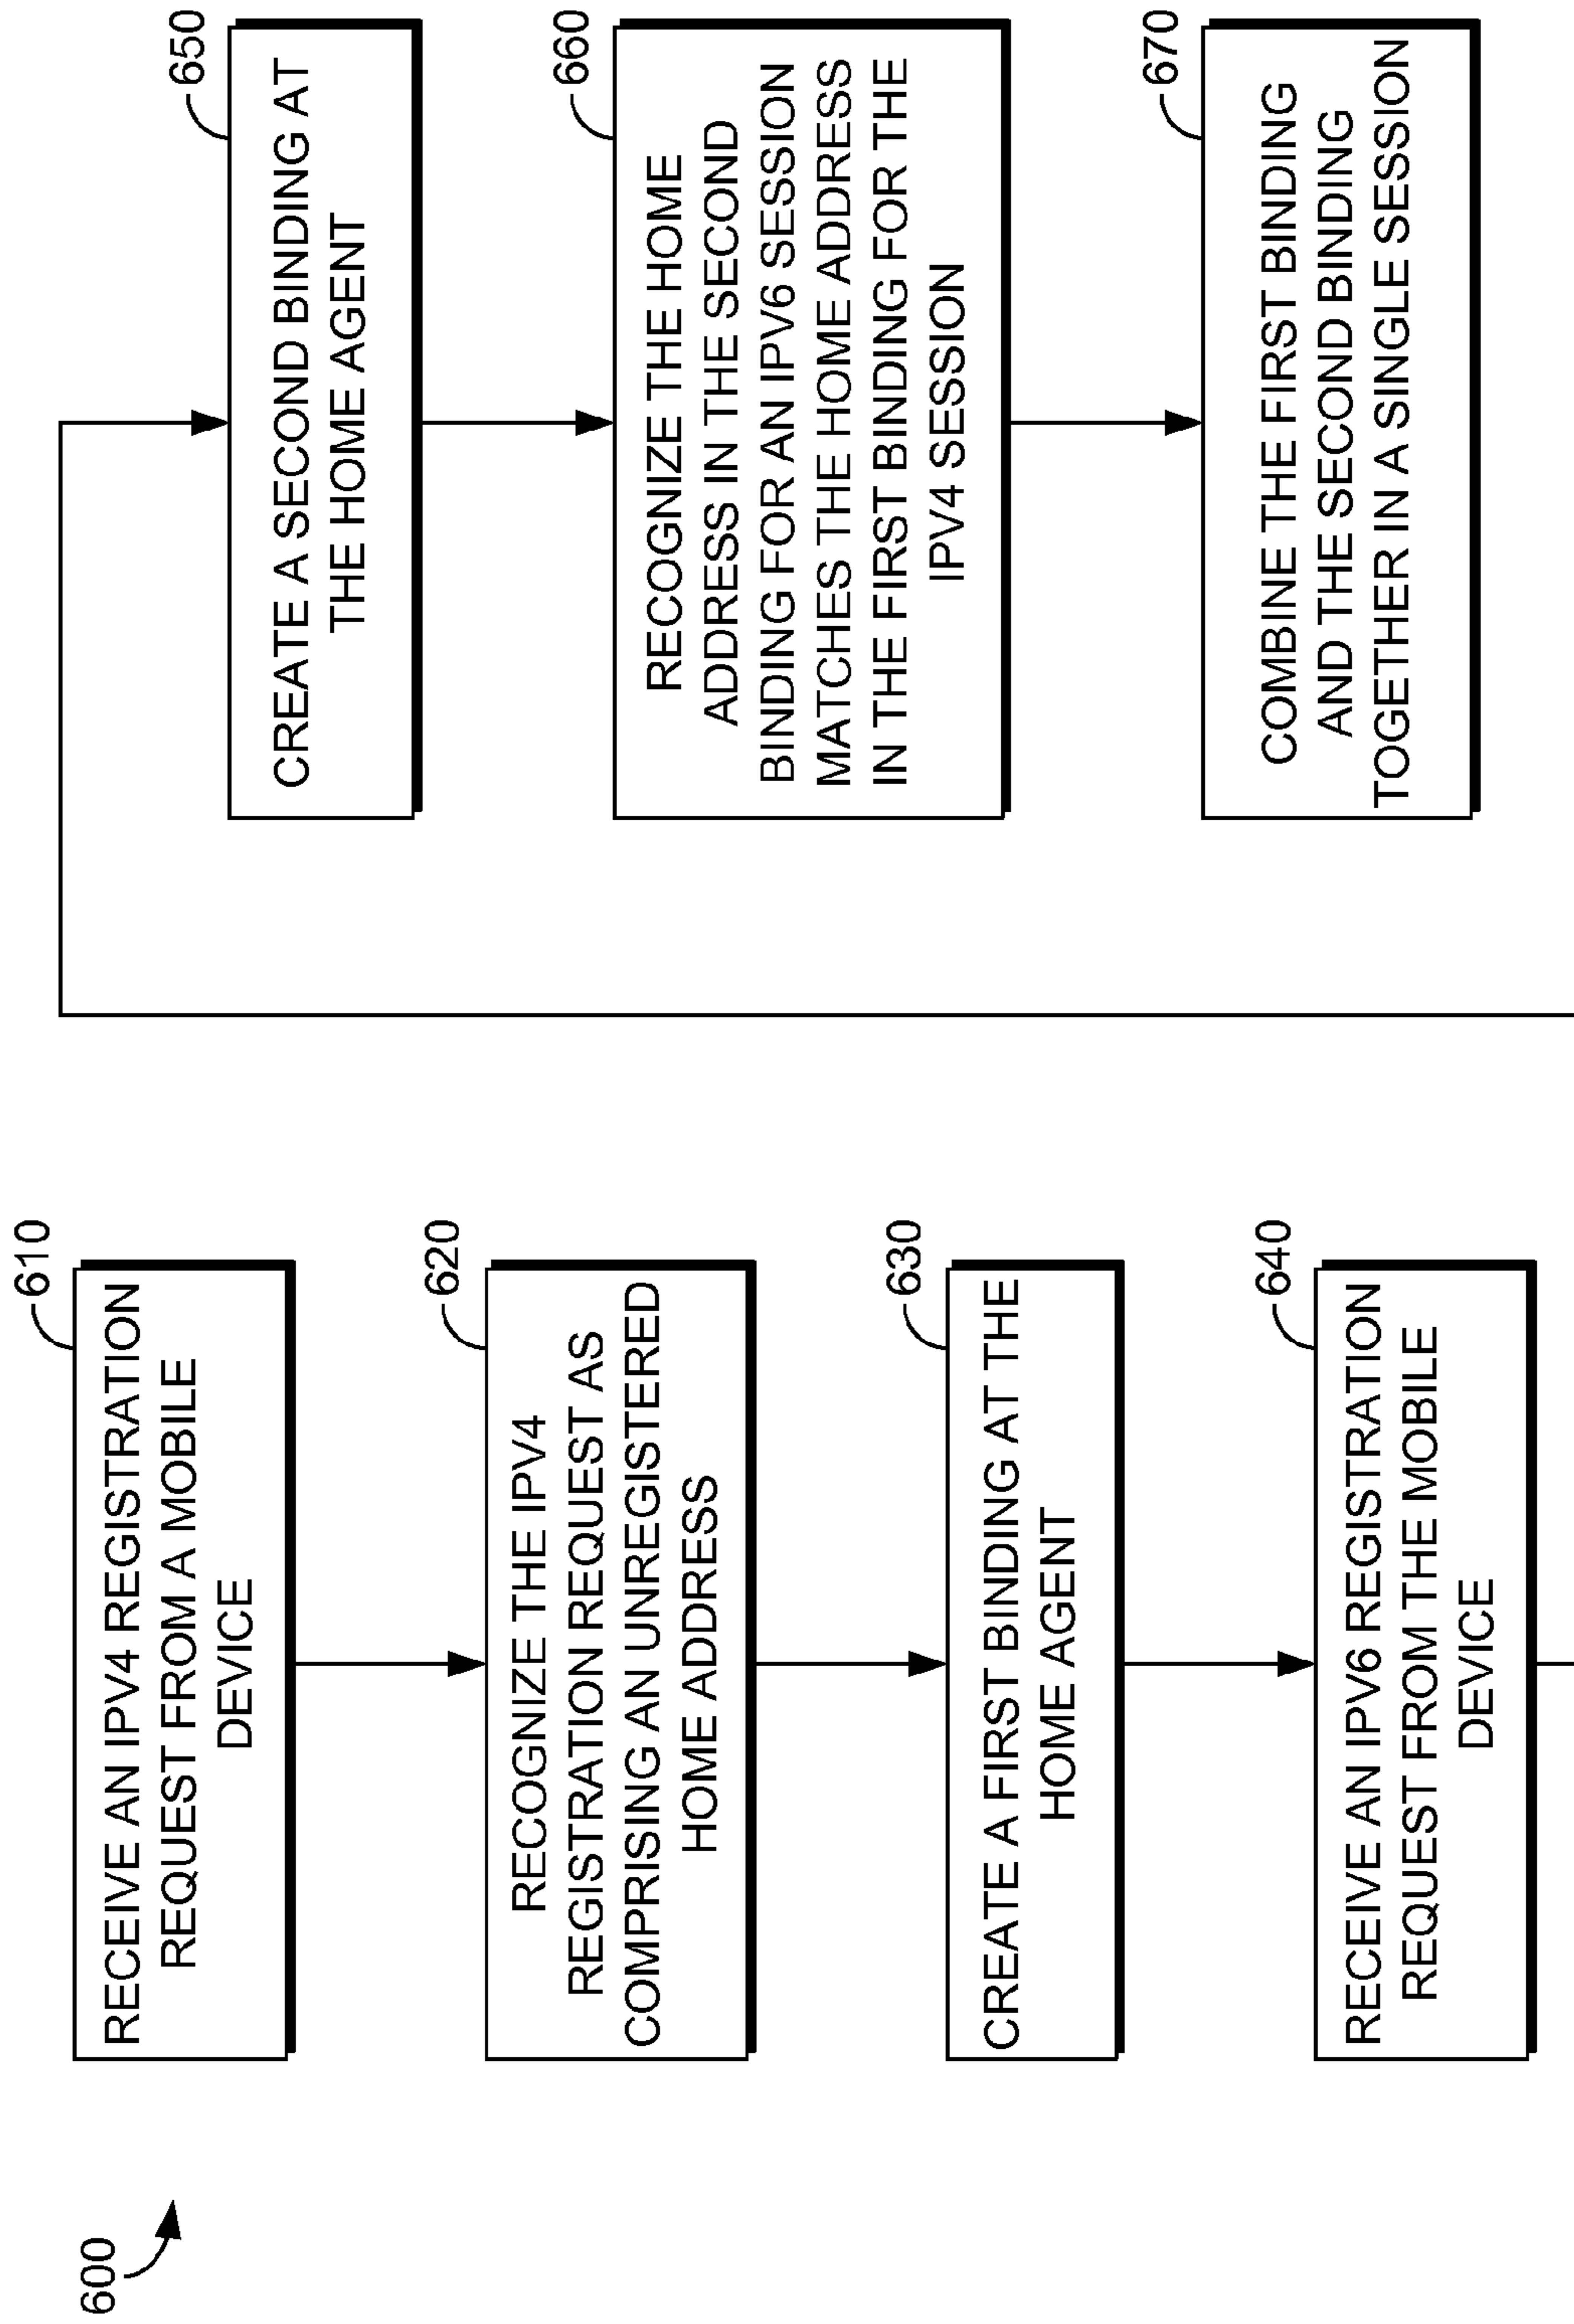 600
610
RECEIVE AN IPV4 REGISTRATION
REQUEST FROM A MOBILE
DEVICE
620
RECOGNIZE THE IPV4
REGISTRATION REQUEST AS
COMPRISING AN UNREGISTERED
HOME ADDRESS
630
CREATE A FIRST BINDING AT THE
HOME AGENT
640
RECEIVE AN IPV6 REGISTRATION
REQUEST FROM THE MOBILE
DEVICE
650
CREATE A SECOND BINDING AT
THE HOME AGENT
660
RECOGNIZE THE HOME
ADDRESS IN THE SECOND
BINDING FOR AN IPV6 SESSION
MATCHES THE HOME ADDRESS
IN THE FIRST BINDING FOR THE
IPV4 SESSION
670
COMBINE THE FIRST BINDING
AND THE SECOND BINDING
TOGETHER IN A SINGLE SESSION